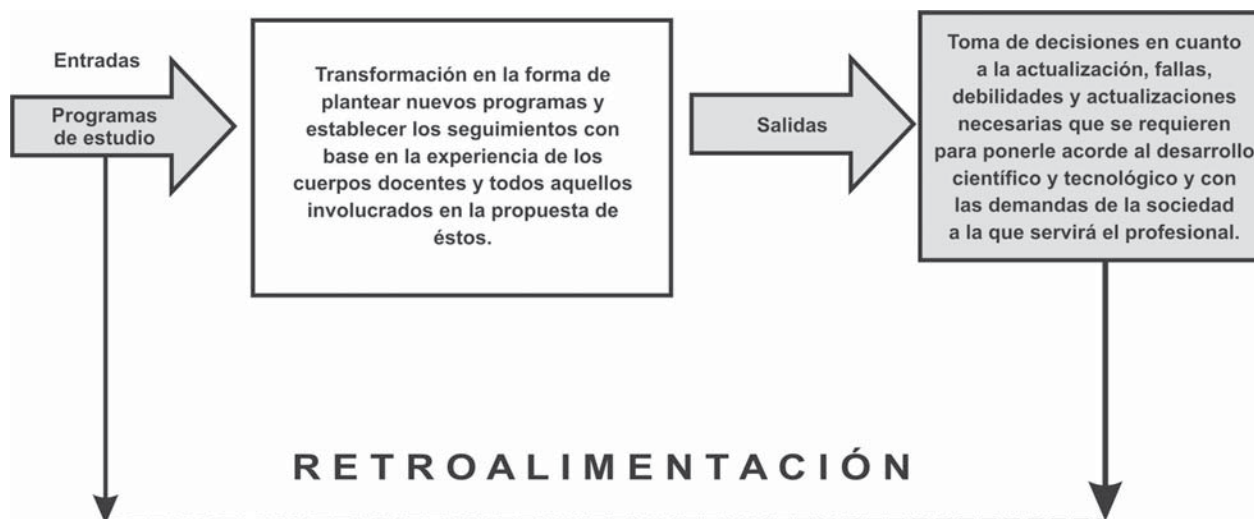 Entradas
Programas
de estudio
Transformación en la forma de
plantear nuevos programas y
establecer los seguimientos con
base en la experiencia de los
cuerpos docentes y todos aquellos
involucrados en la propuesta de
éstos.
Salidas
Toma de decisiones en cuanto
a la actualización, fallas,
debilidades y actualizaciones
necesarias que se requieren
para ponerle acorde al desarrollo
científico y tecnológico y con
las demandas de la sociedad
a la que servirá el profesional.
RETROALIMENTACIÓN